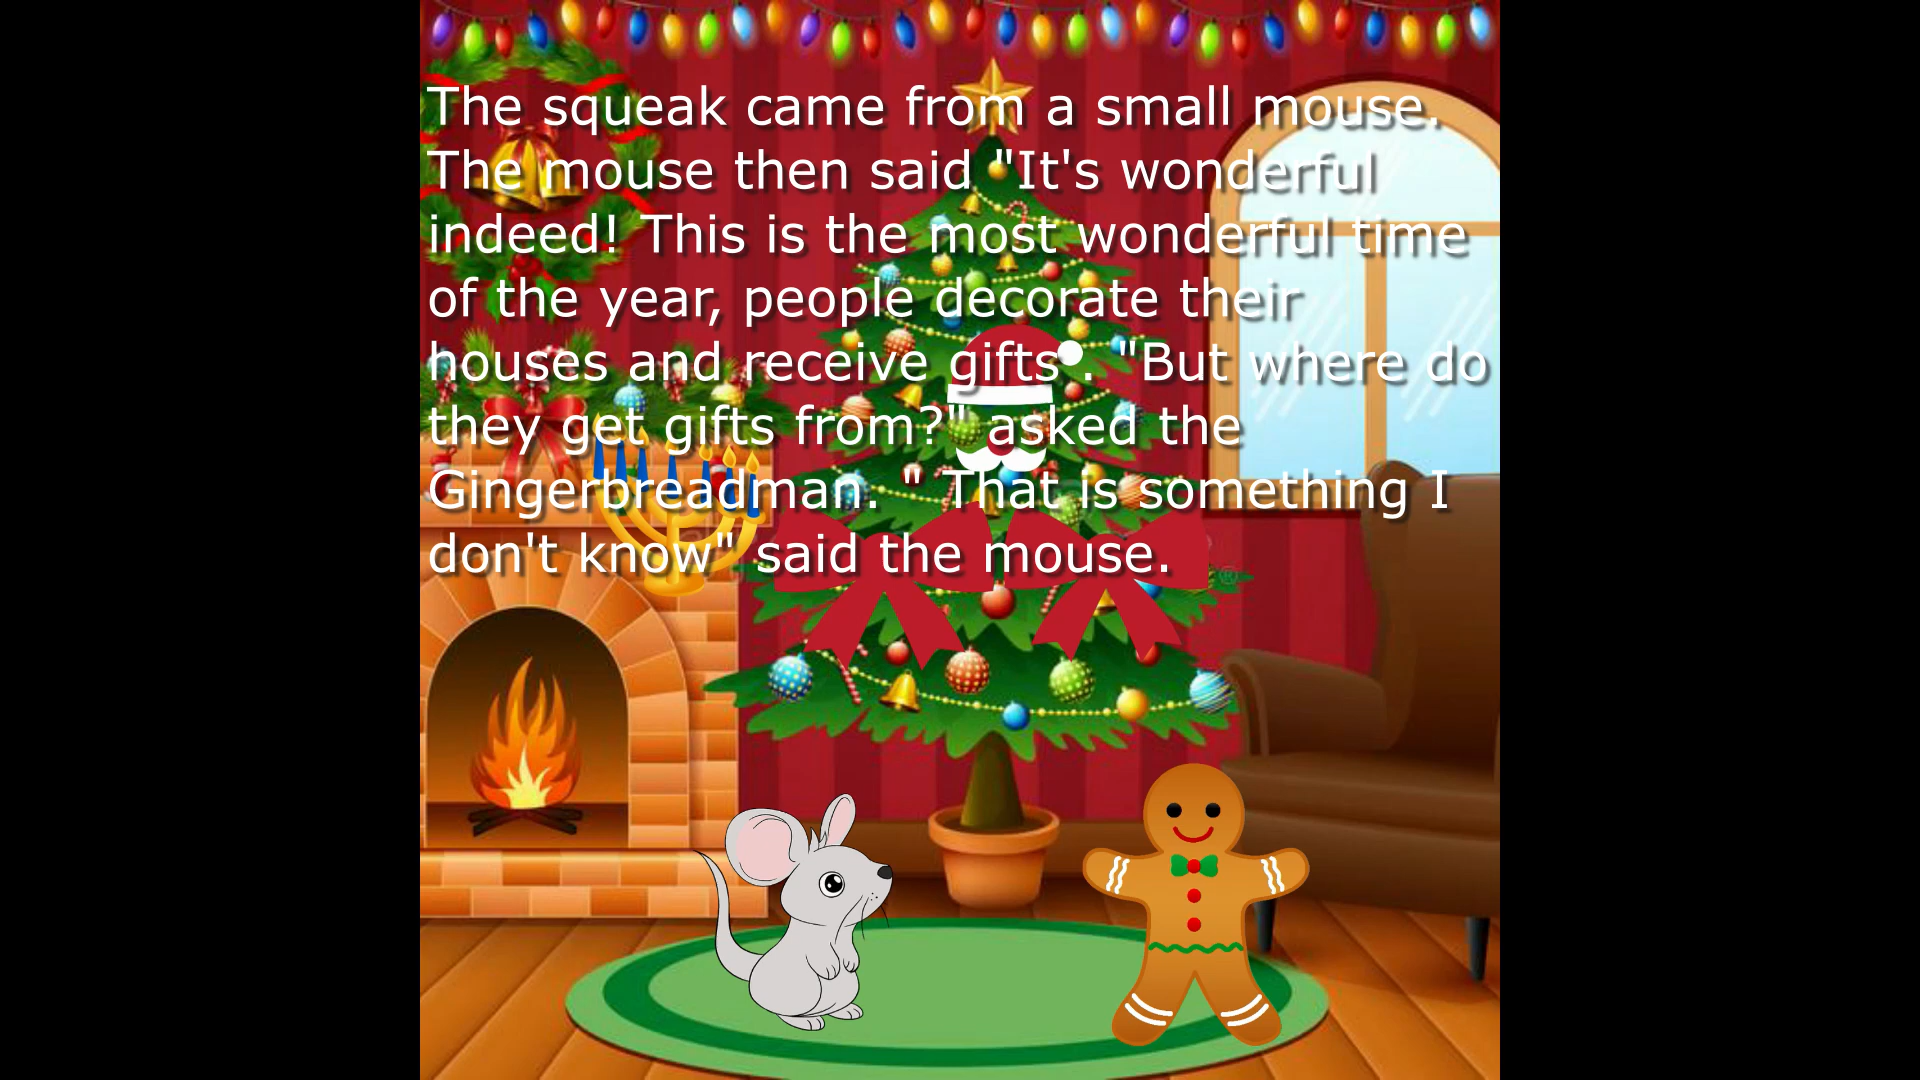 The squeak came from a small mouse.
The mouse then said "It's wonderful
indeed! This is the most wonderful time
of the year, people decorate their
houses and receive gifts". "But where do
they get gifts from?" asked the
Gingerbreadman. " That is something I
don't know" said the mouse.